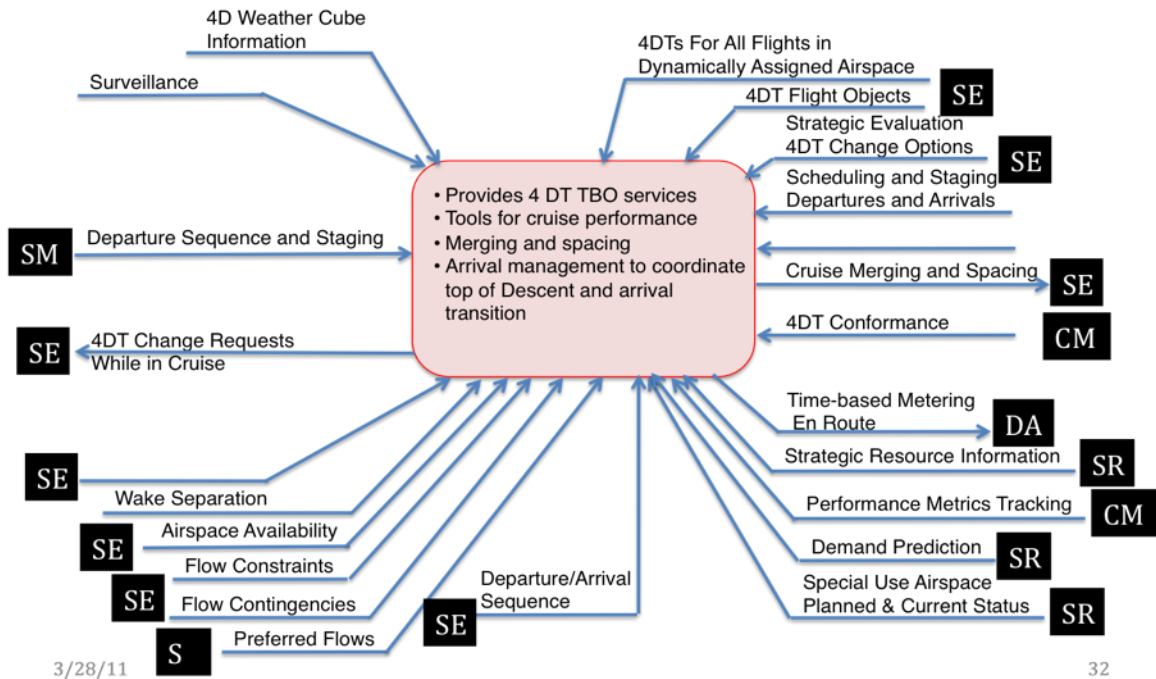 4D Weather Cube
Information
Surveillance
4DTs For All Flights in
Dynamically Assigned Airspace
SE
4DT Flight Objects
Strategic Evaluation
4DT Change Options
SE
Scheduling and Staging
Departures and Arrivals
• Provides 4 DT TBO services
• Tools for cruise performance
• Merging and spacing
• Arrival management to coordinate
top of Descent and arrival
transition
SM
Departure Sequence and Staging
Cruise Merging and Spacing
SE
4DT Conformance
CM
SE
4DT Change Requests
While in Cruise
Time-based Metering
En Route
DA
Strategic Resource Information
SR
SE
Wake Separation
Performance Metrics Tracking
CM
SE
Airspace Availability
Demand Prediction
SR
Flow Constraints
SE
Flow Contingencies
Departure/Arrival
Sequence
SE
Special Use Airspace
Planned & Current Status
SR
S
Preferred Flows
3/28/11
32